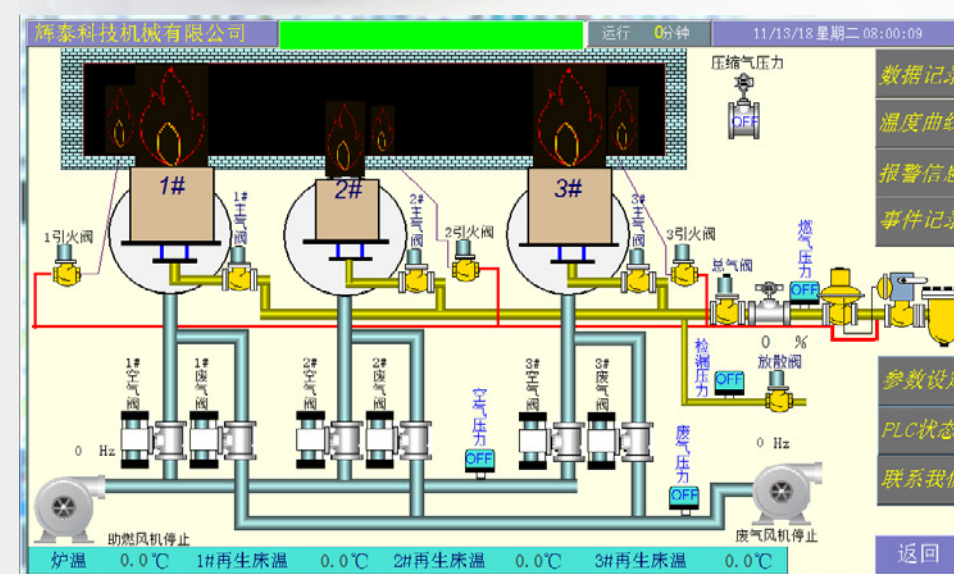 辉泰科技机械有限公司
运行 0分钟
11/13/18 星期二 08:00:09
压缩气压力
OFF
数据记录
温度曲线
报警信息
事件记录
1#
2#
3#
1引火阀
1#主气阀
2#主气阀
2引火阀
3#主气阀
3引火阀
总气阀
燃气压力
OFF
0 %
检漏压力
OFF
放散阀
1#空气阀
1#废气阀
2#空气阀
2#废气阀
空气压力
OFF
3#空气阀
3#废气阀
废气压力
OFF
0 Hz
0 Hz
参数设定
PLC状态
联系我们
助燃风机停止
废气风机停止
炉温 0.0℃ 1#再生床温 0.0℃ 2#再生床温 0.0℃ 3#再生床温 0.0℃
返回